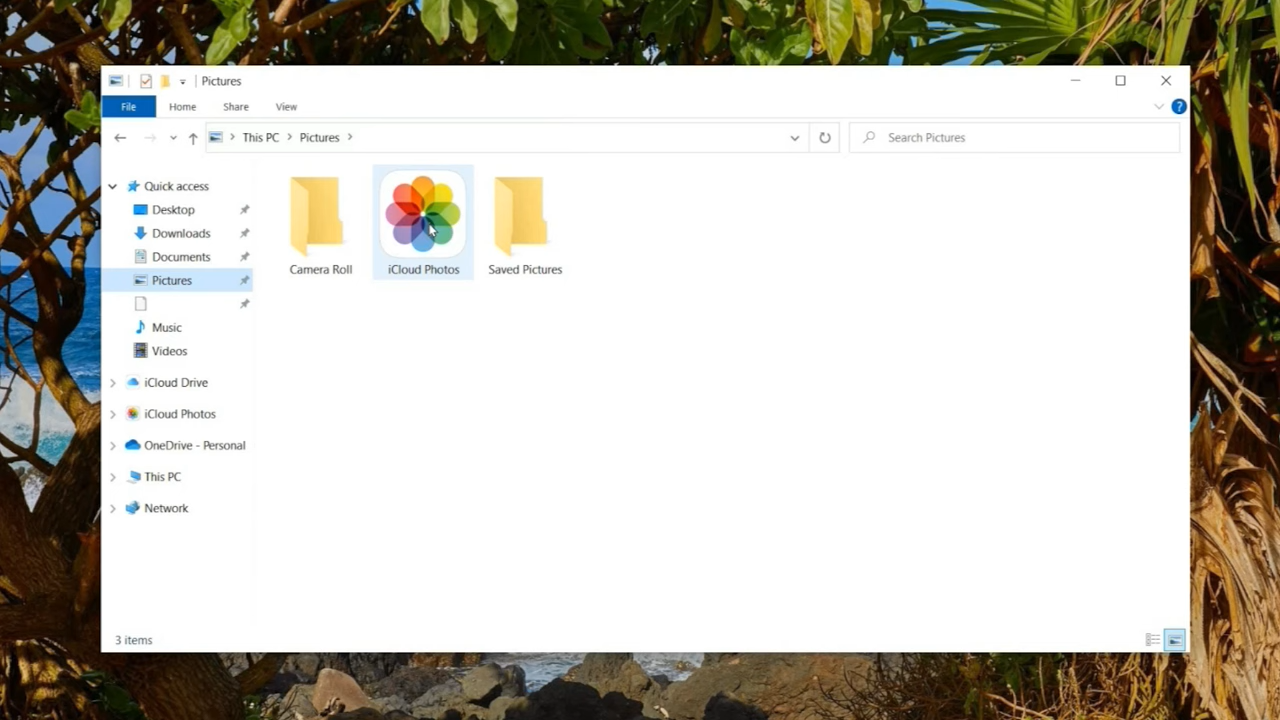 Pictures
File Home Share View
This PC Pictures
Search Pictures
Quick access
Desktop
Downloads
Documents
Pictures
Music
Videos
iCloud Drive
iCloud Photos
OneDrive - Personal
This PC
Network
Camera Roll
iCloud Photos
Saved Pictures
3 items